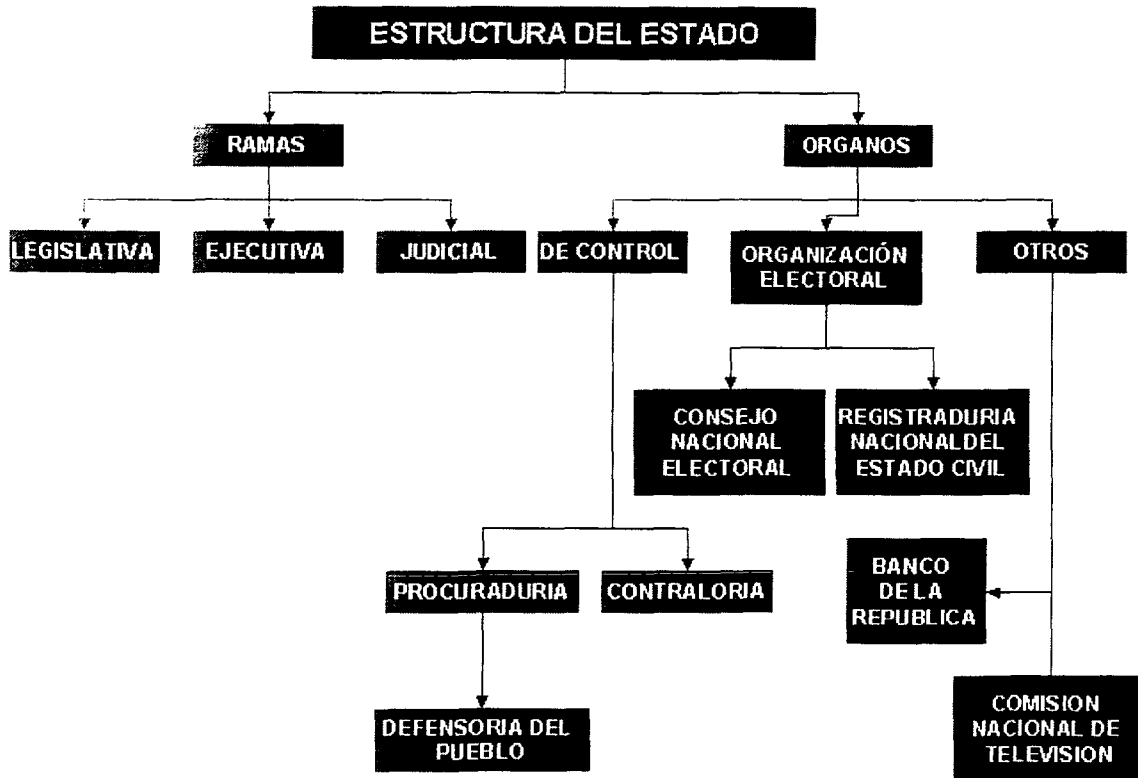 ESTRUCTURA DEL ESTADO
RAMAS
ORGANOS
LEGISLATIVA
EJECUTIVA
JUDICIAL
DE CONTROL
ORGANIZACIÓN
ELECTORAL
OTROS
CONSEJO
NACIONAL
ELECTORAL
REGISTRADURIA
NACIONALDEL
ESTADO CIVIL
PROCURADURIA
CONTRALORIA
BANCO
DE LA
REPUBLICA
DEFENSORIA DEL
PUEBLO
COMISION
NACIONAL DE
TELEVISION